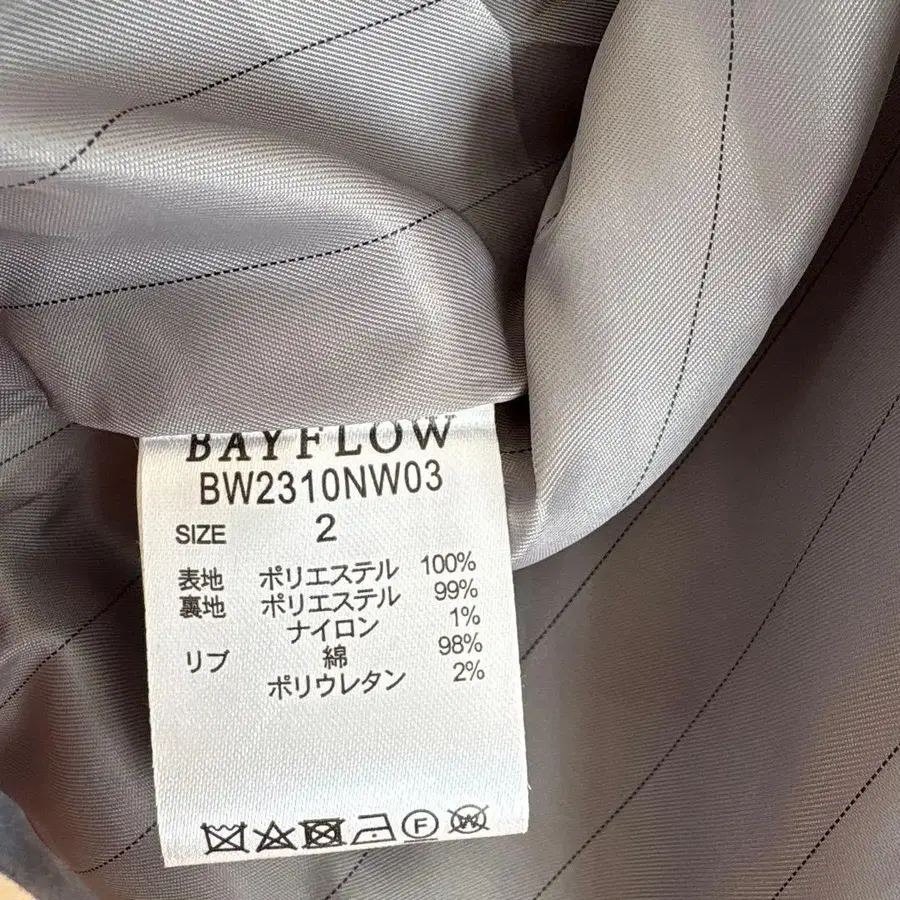 BAYFLOW
BW2310NW03
SIZE 2
表地 ポリエステル 100%
裏地 ポリエステル 99%
ナイロン 1%
リブ 綿 98%
ポリウレタン 2%
F W